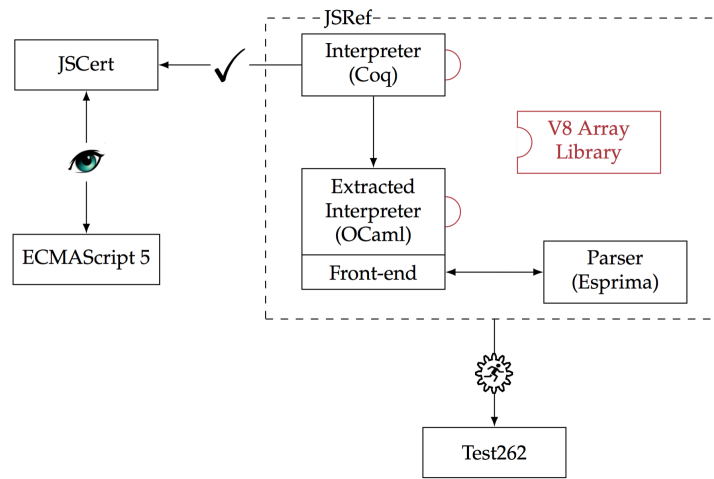 JSRef
JSCert
Interpreter
(Coq)
V8 Array
Library
Extracted
Interpreter
(OCaml)
Front-end
ECMAScript 5
Parser
(Esprima)
Test262